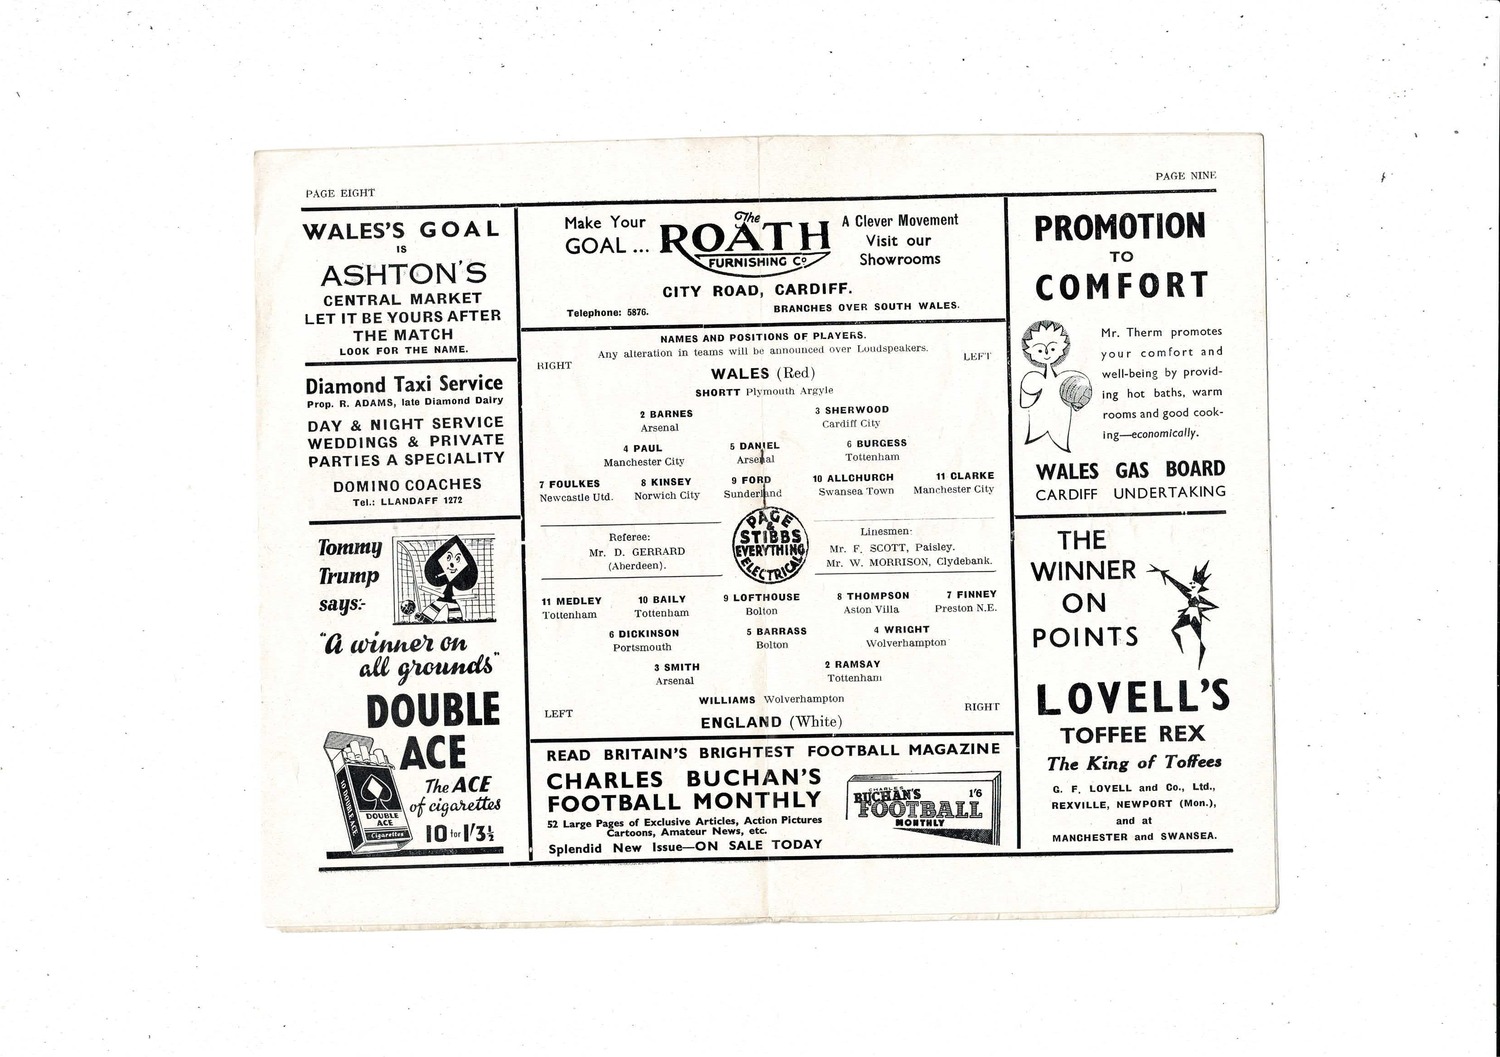 PAGE EIGHT
PAGE NINE
WALES'S GOAL
IS
ASHTON'S
CENTRAL MARKET
LET IT BE YOURS AFTER
THE MATCH
LOOK FOR THE NAME.
Diamond Taxi Service
Prop. R. ADAMS, late Diamond Dairy
DAY & NIGHT SERVICE
WEDDINGS & PRIVATE
PARTIES A SPECIALITY
DOMINO COACHES
Tel.: LLANDAFF 1272
Tommy
Trump
says:-
"A winner on
all grounds"
DOUBLE
ACE
The ACE
of cigarettes
10 for 1'3½
10 DOUBLE ACE
DOUBLE
ACE
Cigarettes
Make Your
GOAL ...
The
ROATH
FURNISHING Co
A Clever Movement
Visit our
Showrooms
CITY ROAD, CARDIFF.
Telephone: 5876.
BRANCHES OVER SOUTH WALES.
NAMES AND POSITIONS OF PLAYERS.
Any alteration in teams will be announced over Loudspeakers.
RIGHT
LEFT
WALES (Red)
SHORTT Plymouth Argyle
2 BARNES 3 SHERWOOD
Arsenal Cardiff City
4 PAUL 5 DANIEL 6 BURGESS
Manchester City Arsenal Tottenham
7 FOULKES 8 KINSEY 9 FORD 10 ALLCHURCH 11 CLARKE
Newcastle Utd. Norwich City Sunderland Swansea Town Manchester City
Referee:
Mr. D. GERRARD
(Aberdeen).
PAGE
&
STIBBS
EVERYTHING
ELECTRICAL
Linesmen:
Mr. F. SCOTT, Paisley.
Mr. W. MORRISON, Clydebank.
11 MEDLEY 10 BAILY 9 LOFTHOUSE 8 THOMPSON 7 FINNEY
Tottenham Tottenham Bolton Aston Villa Preston N.E.
6 DICKINSON 5 BARRASS 4 WRIGHT
Portsmouth Bolton Wolverhampton
3 SMITH 2 RAMSAY
Arsenal Tottenham
WILLIAMS Wolverhampton
LEFT
RIGHT
ENGLAND (White)
READ BRITAIN'S BRIGHTEST FOOTBALL MAGAZINE
CHARLES BUCHAN'S
FOOTBALL MONTHLY
52 Large Pages of Exclusive Articles, Action Pictures
Cartoons, Amateur News, etc.
Splendid New Issue—ON SALE TODAY
CHARLES
BUCHAN'S 1'6
FOOTBALL
MONTHLY
PROMOTION
TO
COMFORT
Mr. Therm promotes
your comfort and
well-being by provid-
ing hot baths, warm
rooms and good cook-
ing—economically.
WALES GAS BOARD
CARDIFF UNDERTAKING
THE
WINNER
ON
POINTS
LOVELL'S
TOFFEE REX
The King of Toffees
G. F. LOVELL and Co., Ltd.,
REXVILLE, NEWPORT (Mon.),
and at
MANCHESTER and SWANSEA.